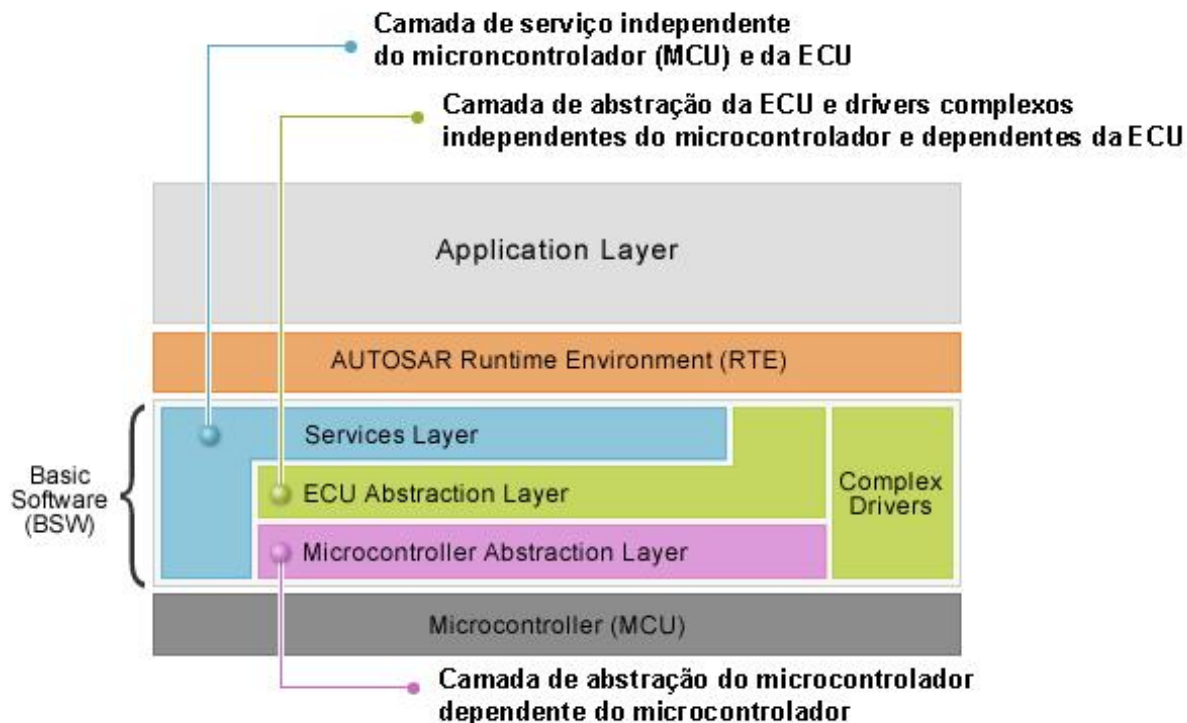 Camada de serviço independente
do microncontrolador (MCU) e da ECU
Camada de abstração da ECU e drivers complexos
independentes do microcontrolador e dependentes da ECU
Application Layer
AUTOSAR Runtime Environment (RTE)
Basic
Software
(BSW)
Services Layer
ECU Abstraction Layer
Complex
Drivers
Microcontroller Abstraction Layer
Microcontroller (MCU)
Camada de abstração do microcontrolador
dependente do microcontrolador